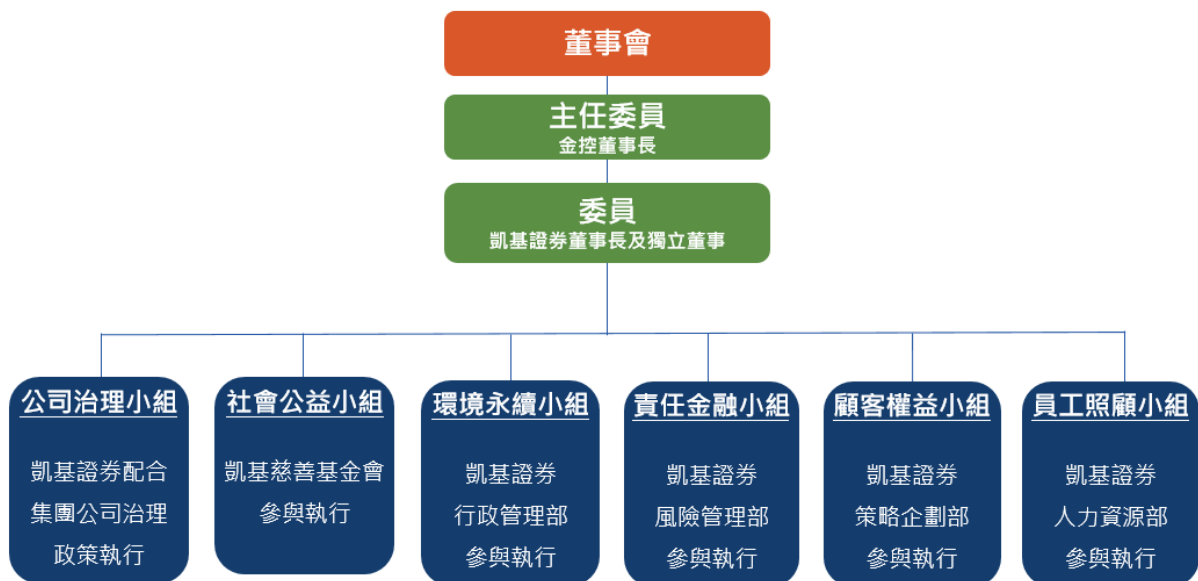 董事會
主任委員
金控董事長
委員
凱基證券董事長及獨立董事
公司治理小組
凱基證券配合
集團公司治理
政策執行
社會公益小組
凱基慈善基金會
參與執行
環境永續小組
凱基證券
行政管理部
參與執行
責任金融小組
凱基證券
風險管理部
參與執行
顧客權益小組
凱基證券
策略企劃部
參與執行
員工照顧小組
凱基證券
人力資源部
參與執行